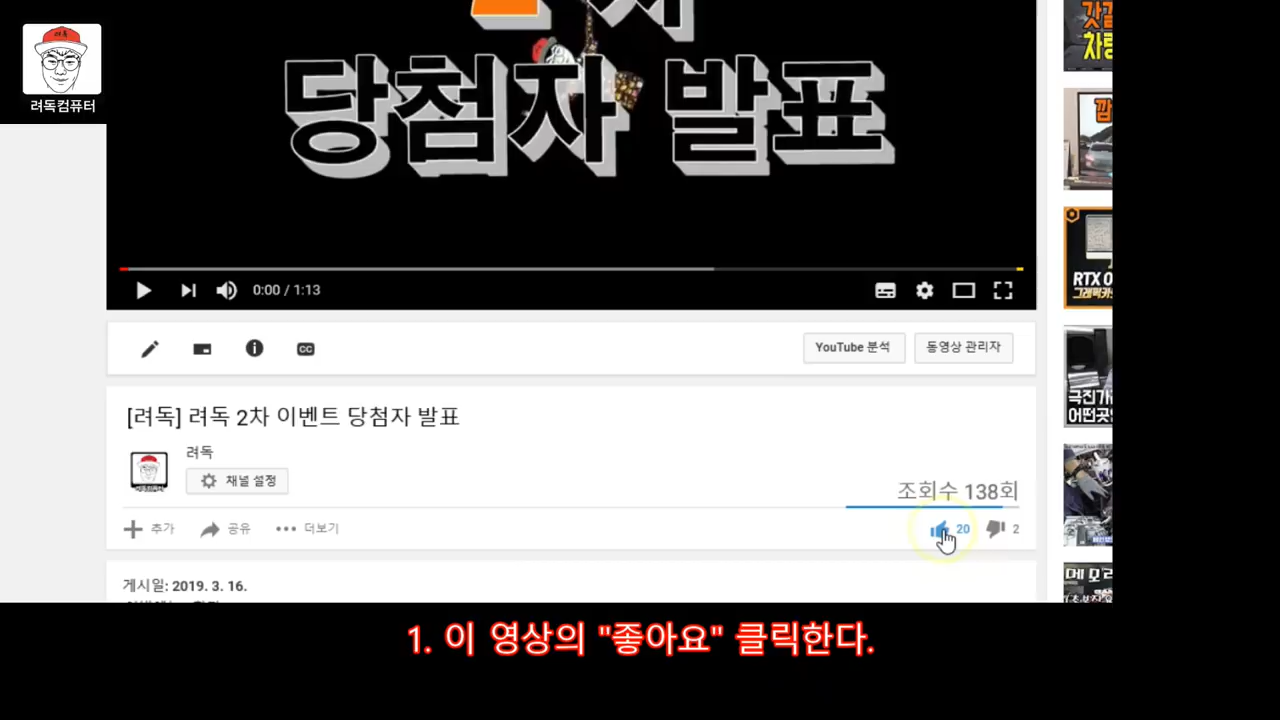 려독컴퓨터
당첨자 발표
0:00 / 1:13
YouTube 분석
동영상 관리자
[려독] 려독 2차 이벤트 당첨자 발표
려독
채널 설정
조회수 138회
추가
공유
더보기
20
2
게시일: 2019. 3. 16.
1. 이 영상의 "좋아요" 클릭한다.